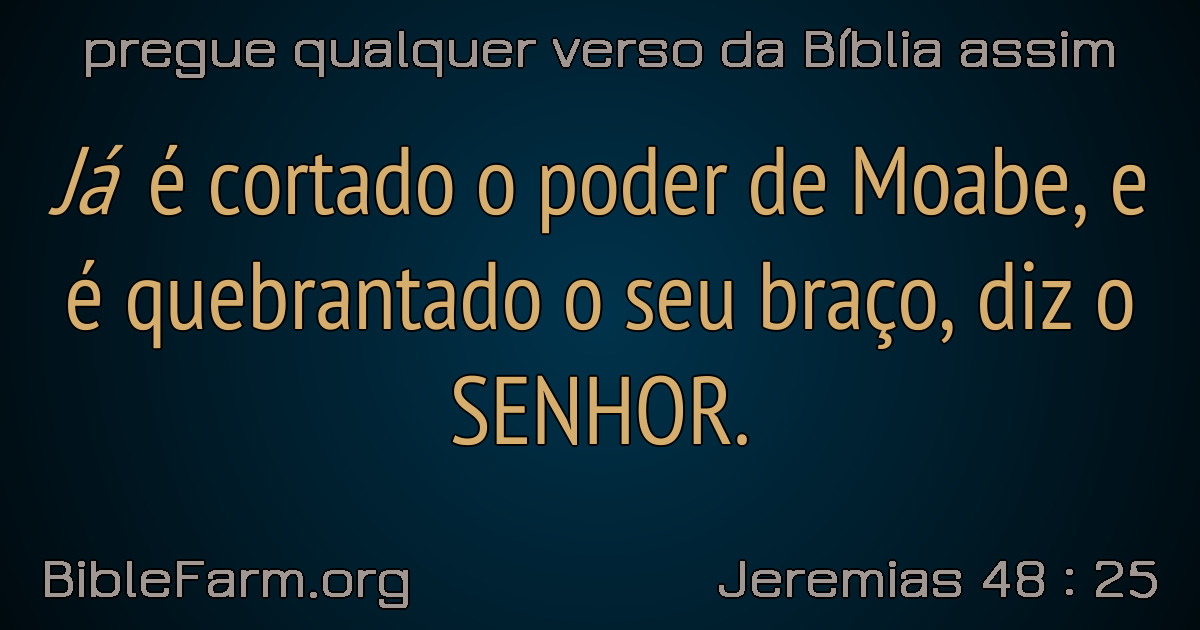 pregue qualquer verso da Bíblia assim
Já é cortado o poder de Moabe, e
é quebrantado o seu braço, diz o
SENHOR.
BibleFarm.org
Jeremias 48 : 25